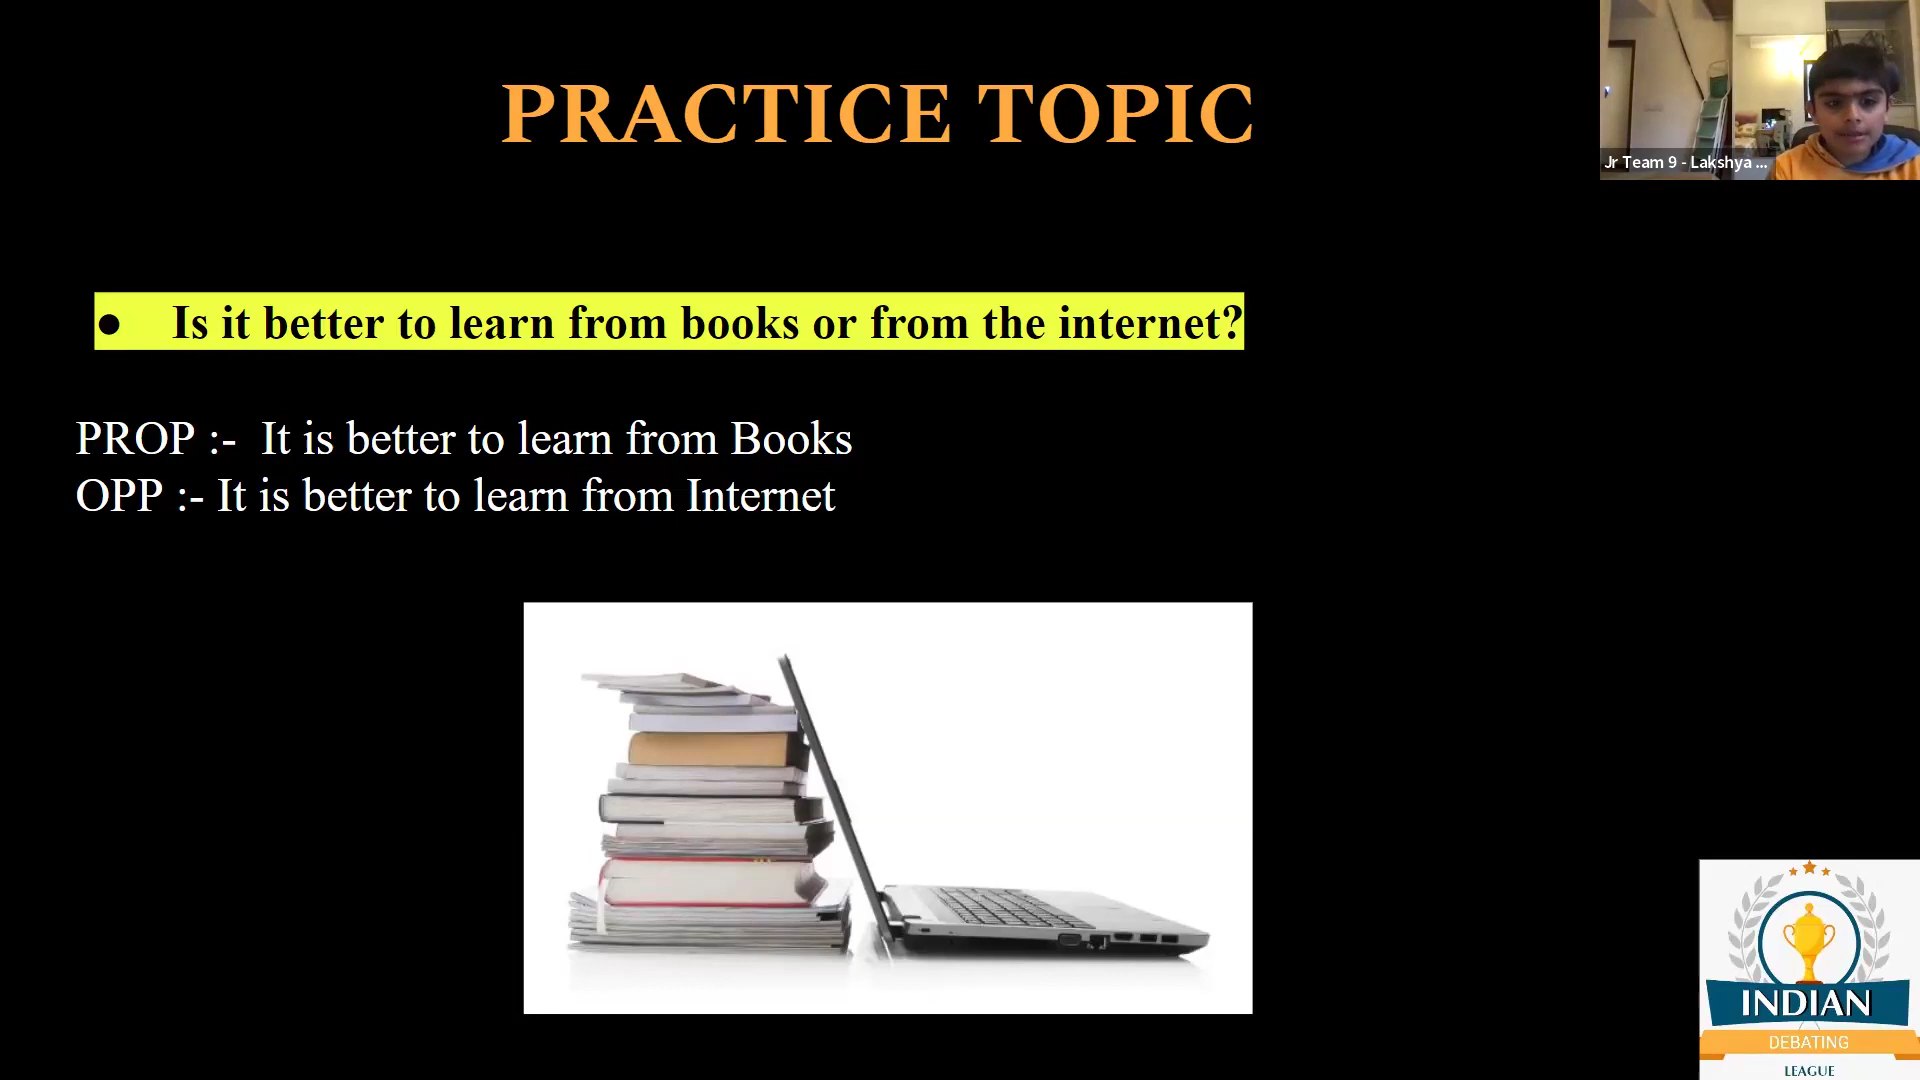 PRACTICE TOPIC
Jr Team 9 - Lakshya ...
● Is it better to learn from books or from the internet?
PROP :- It is better to learn from Books
OPP :- It is better to learn from Internet
INDIAN
DEBATING
LEAGUE